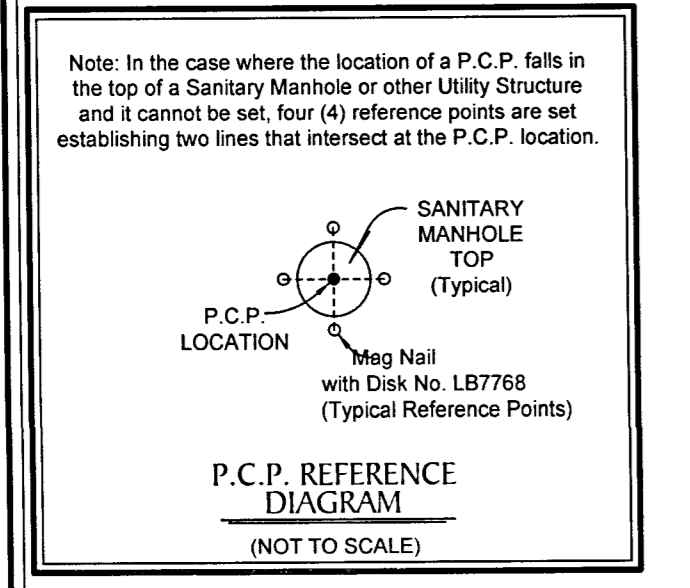 Note: In the case where the location of a P.C.P. falls in
the top of a Sanitary Manhole or other Utility Structure
and it cannot be set, four (4) reference points are set
establishing two lines that intersect at the P.C.P. location.
SANITARY
MANHOLE
TOP
(Typical)
P.C.P.
LOCATION
Mag Nail
with Disk No. LB7768
(Typical Reference Points)
P.C.P. REFERENCE
DIAGRAM
(NOT TO SCALE)